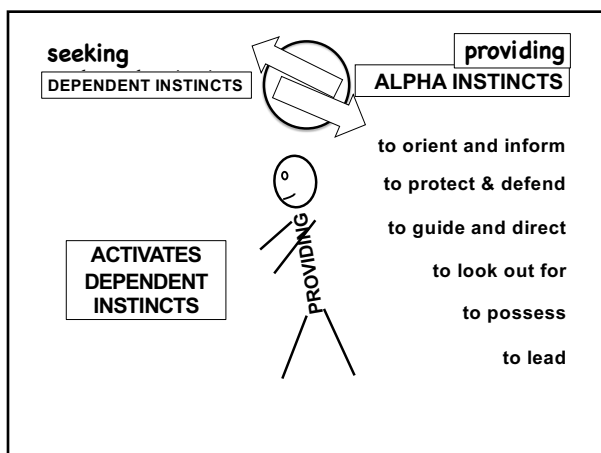 seeking
providing
DEPENDENT INSTINCTS
ALPHA INSTINCTS
to orient and inform
to protect & defend
to guide and direct
to look out for
to possess
to lead
PROVIDING
ACTIVATES
DEPENDENT
INSTINCTS